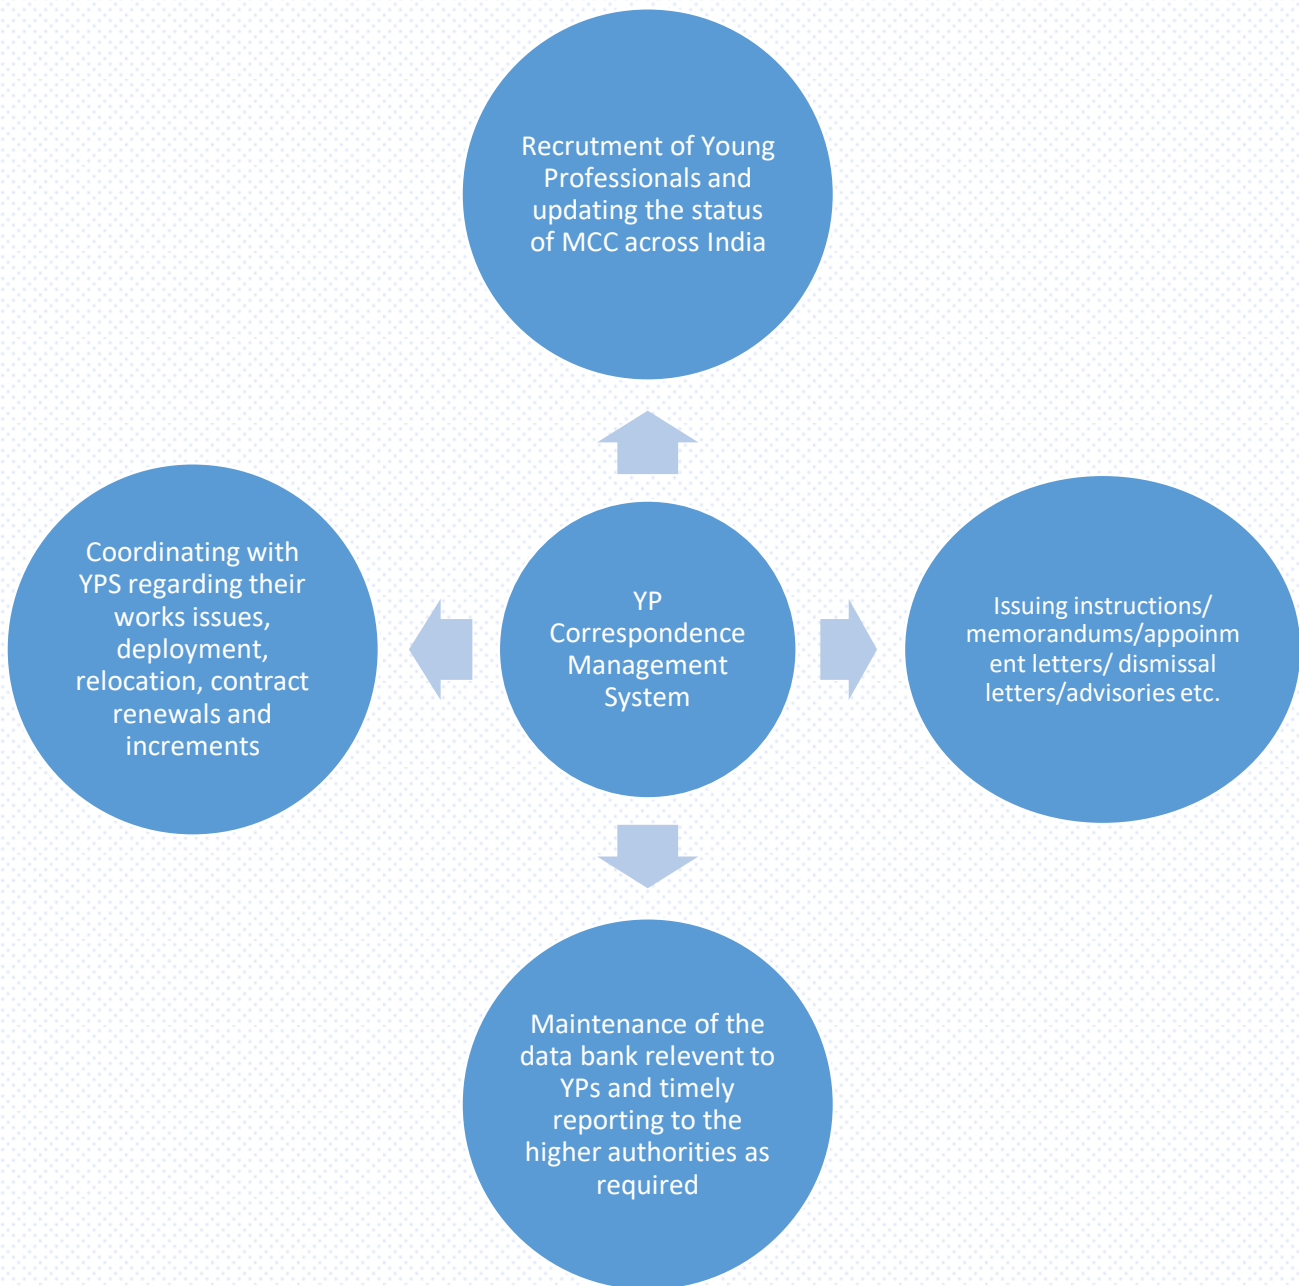 Recrutment of Young
Professionals and
updating the status
of MCC across India
Coordinating with
YPS regarding their
works issues,
deployment,
relocation, contract
renewals and
increments
YP
Correspondence
Management
System
Issuing instructions/
memorandums/appoinm
ent letters/ dismissal
letters/advisories etc.
Maintenance of the
data bank relevent to
YPs and timely
reporting to the
higher authorities as
required